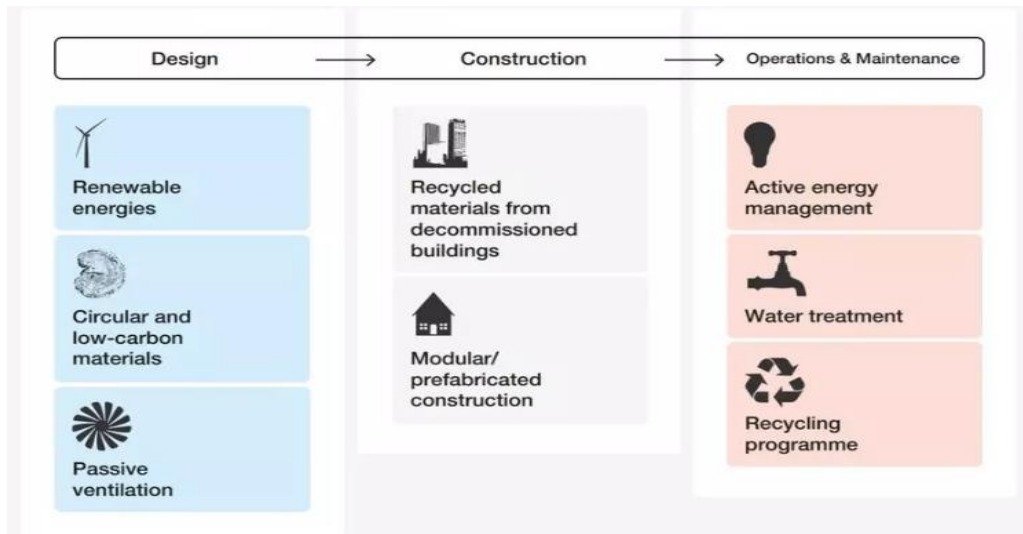 Design → Construction → Operations & Maintenance
Renewable
energies
Circular and
low-carbon
materials
Passive
ventilation
Recycled
materials from
decommissioned
buildings
Modular/
prefabricated
construction
Active energy
management
Water treatment
Recycling
programme